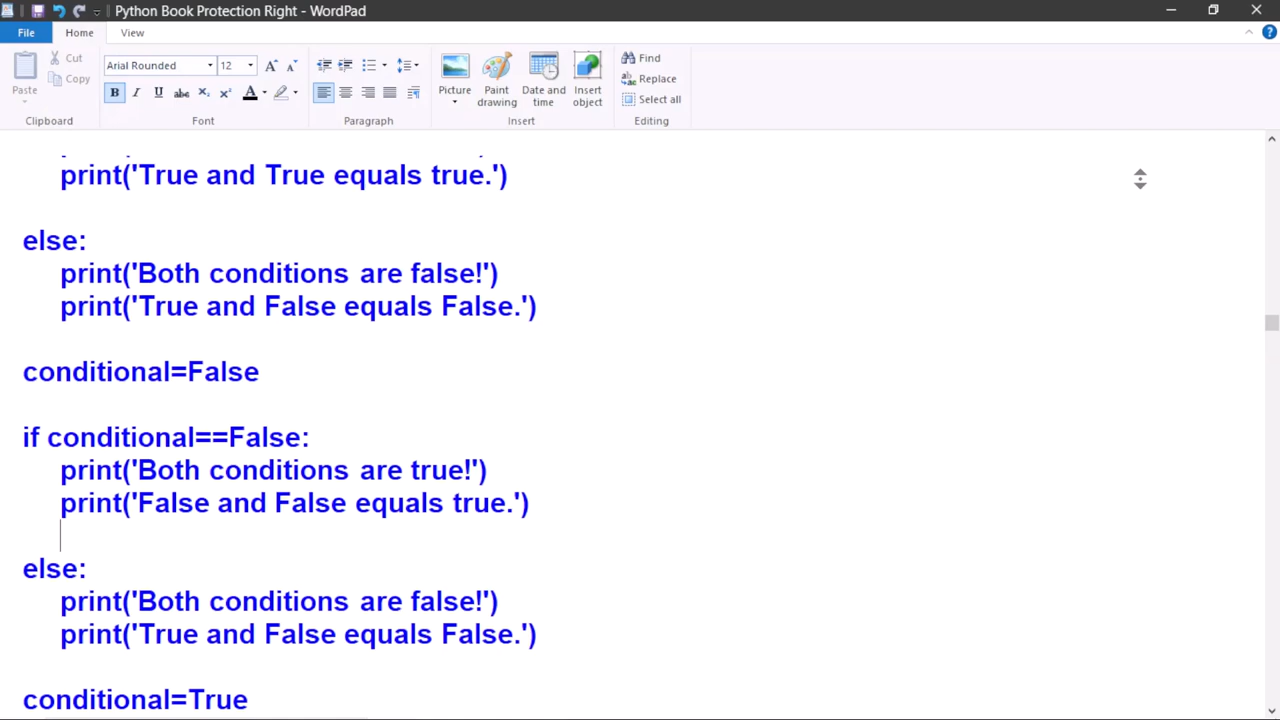 Python Book Protection Right - WordPad
File Home View
Paste Cut Copy Clipboard
Arial Rounded 12 Font
Paragraph
Picture Paint drawing Date and time Insert object Insert
Find Replace Select all Editing
print('True and True equals true.')
else:
print('Both conditions are false!')
print('True and False equals False.')
conditional=False
if conditional==False:
print('Both conditions are true!')
print('False and False equals true.')
else:
print('Both conditions are false!')
print('True and False equals False.')
conditional=True